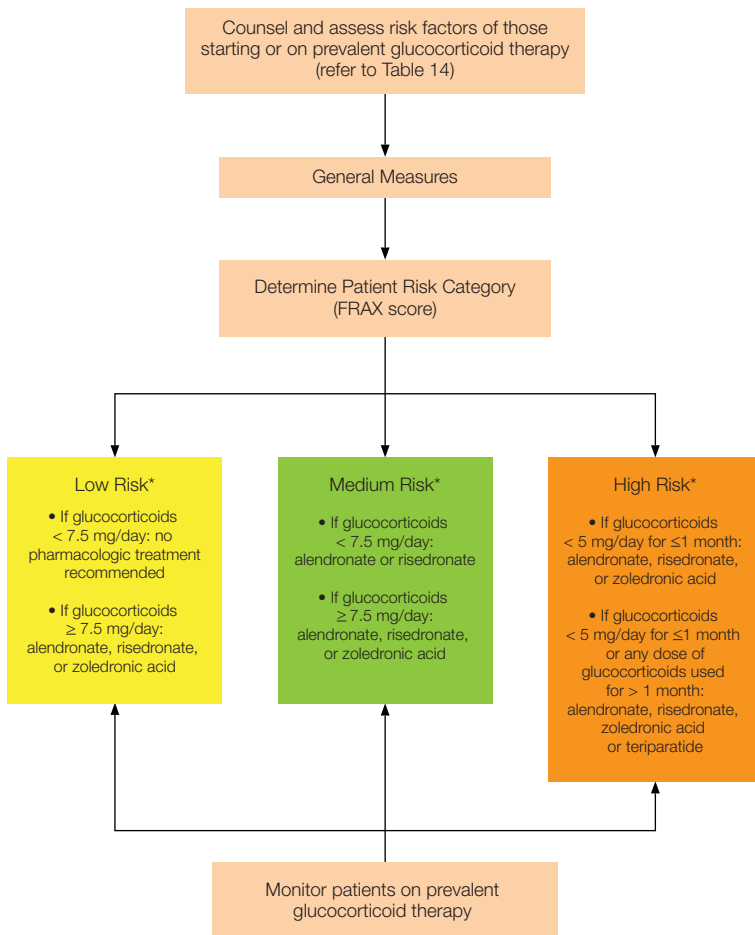 Counsel and assess risk factors of those
starting or on prevalent glucocorticoid therapy
(refer to Table 14)
General Measures
Determine Patient Risk Category
(FRAX score)
Low Risk*
• If glucocorticoids
< 7.5 mg/day: no
pharmacologic treatment
recommended
• If glucocorticoids
≥ 7.5 mg/day:
alendronate, risedronate,
or zoledronic acid
Medium Risk*
• If glucocorticoids
< 7.5 mg/day:
alendronate or risedronate
• If glucocorticoids
≥ 7.5 mg/day:
alendronate, risedronate,
or zoledronic acid
High Risk*
• If glucocorticoids
< 5 mg/day for ≤1 month:
alendronate, risedronate,
or zoledronic acid
• If glucocorticoids
< 5 mg/day for ≤1 month
or any dose of
glucocorticoids used
for > 1 month:
alendronate, risedronate,
zoledronic acid
or teriparatide
Monitor patients on prevalent
glucocorticoid therapy